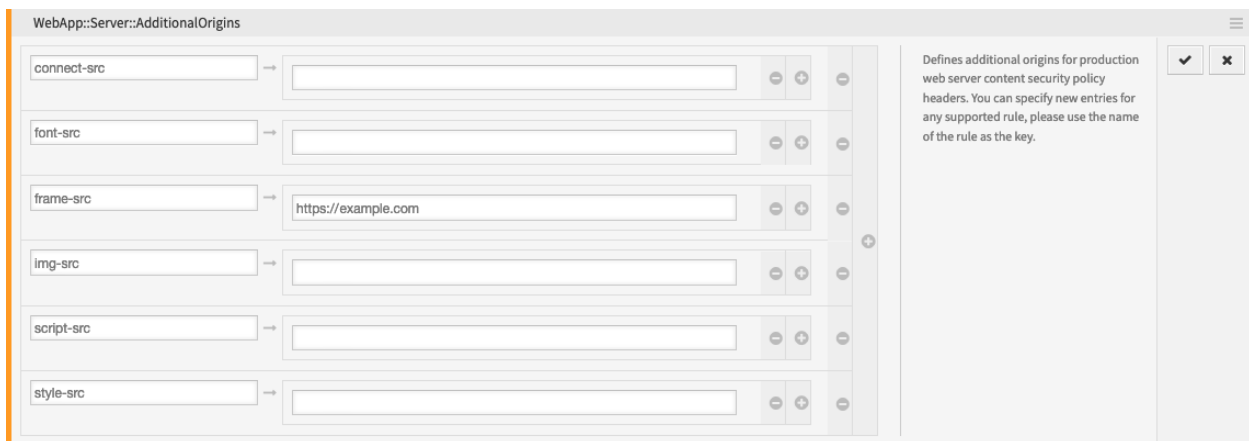 WebApp::Server::AdditionalOrigins
connect-src
font-src
frame-src
https://example.com
img-src
script-src
style-src
Defines additional origins for production
web server content security policy
headers. You can specify new entries for
any supported rule, please use the name
of the rule as the key.